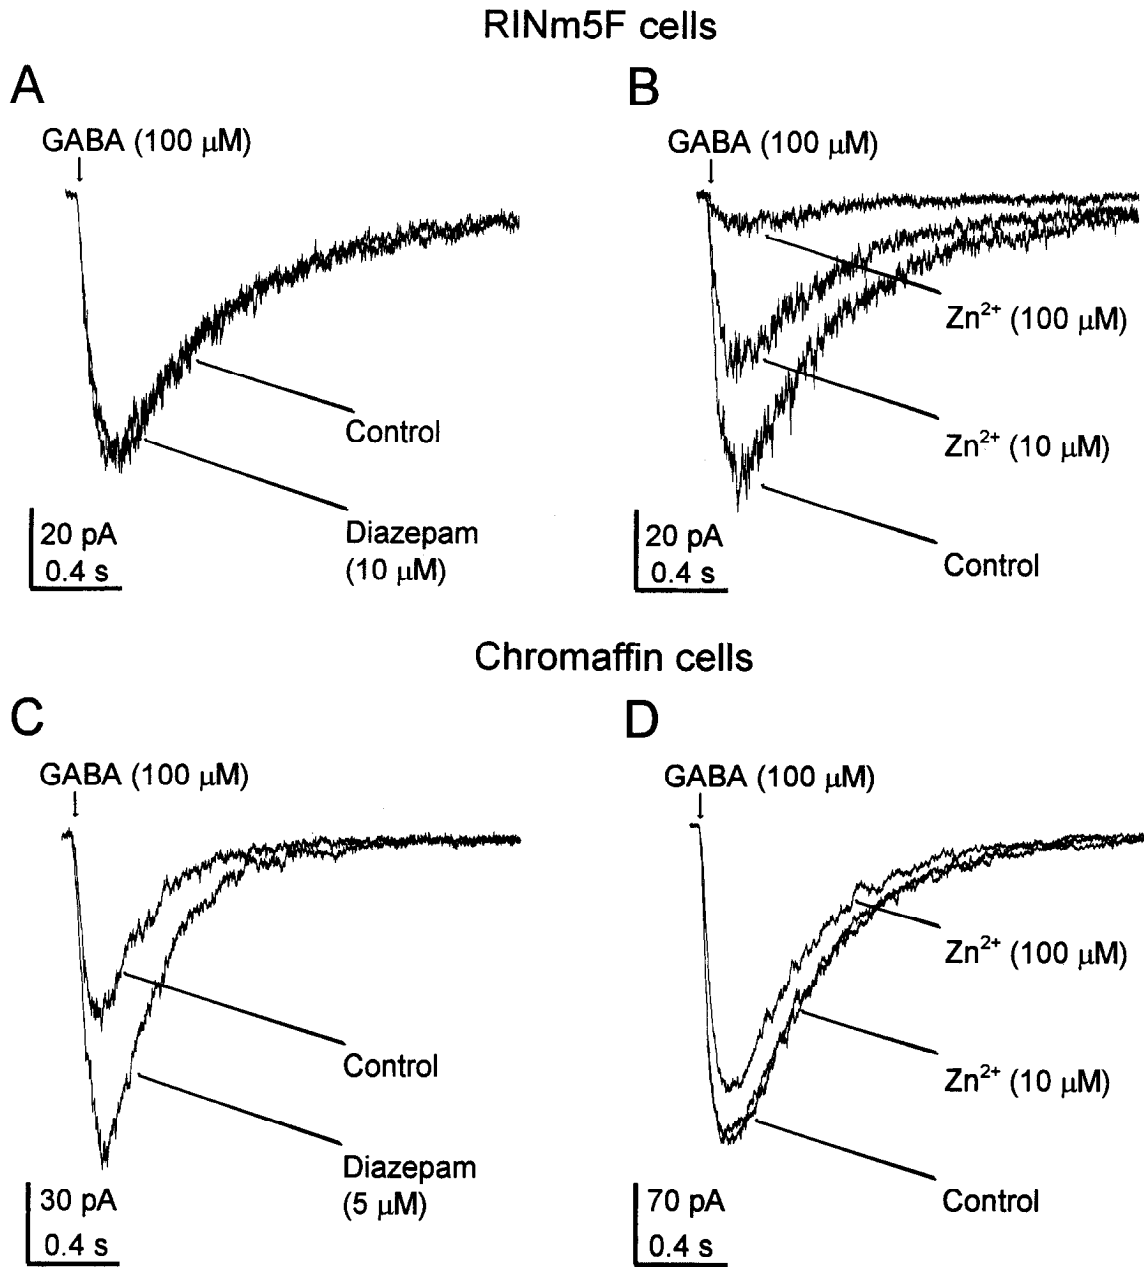 RINm5F cells
A
GABA (100 µM)
Control
Diazepam
(10 µM)
20 pA
0.4 s
B
GABA (100 µM)
Zn²⁺ (100 µM)
Zn²⁺ (10 µM)
Control
20 pA
0.4 s
Chromaffin cells
C
GABA (100 µM)
Control
Diazepam
(5 µM)
30 pA
0.4 s
D
GABA (100 µM)
Zn²⁺ (100 µM)
Zn²⁺ (10 µM)
Control
70 pA
0.4 s